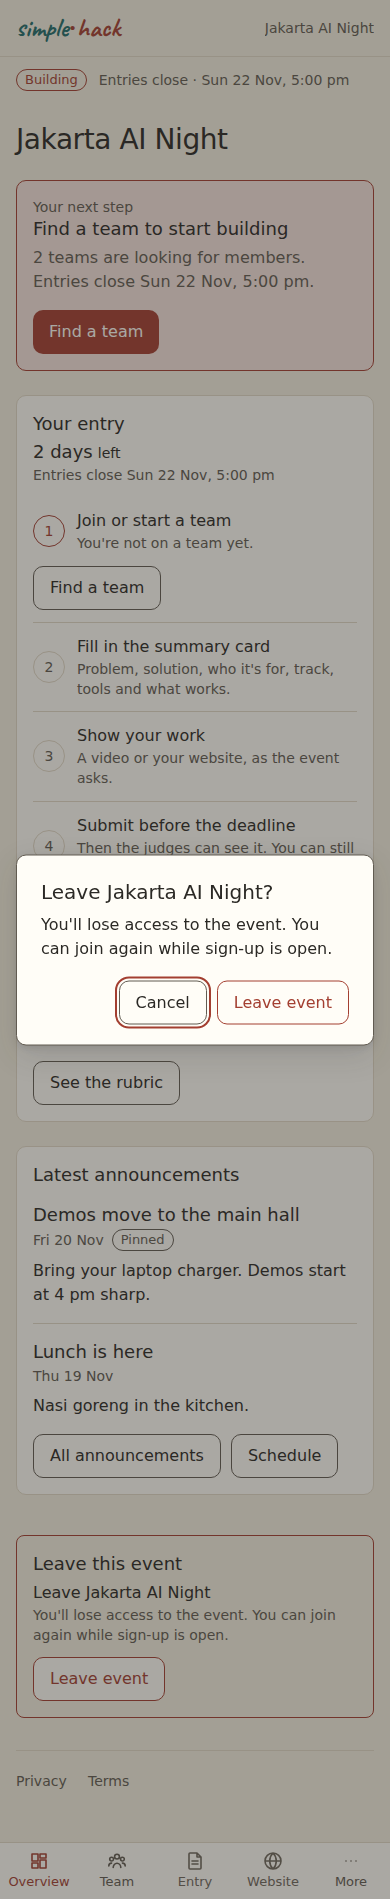 simple·hack
Jakarta AI Night
Building
Entries close · Sun 22 Nov, 5:00 pm
Jakarta AI Night
Your next step
Find a team to start building
2 teams are looking for members.
Entries close Sun 22 Nov, 5:00 pm.
Find a team
Your entry
2 days left
Entries close Sun 22 Nov, 5:00 pm
1
Join or start a team
You're not on a team yet.
Find a team
2
Fill in the summary card
Problem, solution, who it's for, track,
tools and what works.
3
Show your work
A video or your website, as the event
asks.
4
Submit before the deadline
Then the judges can see it. You can still
Leave Jakarta AI Night?
You'll lose access to the event. You
can join again while sign-up is open.
Cancel
Leave event
See the rubric
Latest announcements
Demos move to the main hall
Fri 20 Nov
Pinned
Bring your laptop charger. Demos start
at 4 pm sharp.
Lunch is here
Thu 19 Nov
Nasi goreng in the kitchen.
All announcements
Schedule
Leave this event
Leave Jakarta AI Night
You'll lose access to the event. You can join
again while sign-up is open.
Leave event
Privacy
Terms
Overview
Team
Entry
Website
More